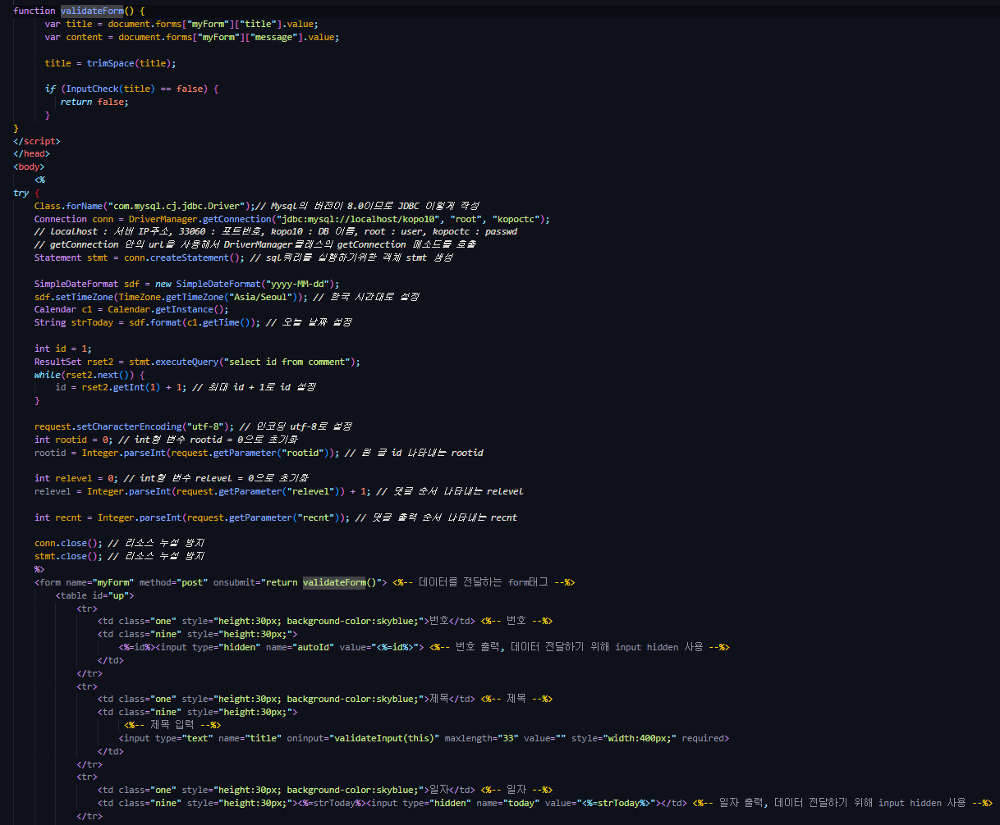 function validateForm() {
var title = document.forms["myForm"]["title"].value;
var content = document.forms["myForm"]["message"].value;
title = trimSpace(title);
if (InputCheck(title) == false) {
return false;
}
}
</script>
</head>
<body>
<%
try {
Class.forName("com.mysql.cj.jdbc.Driver");// Mysql의 버전이 8.0이므로 JDBC 이렇게 작성
Connection conn = DriverManager.getConnection("jdbc:mysql://localhost/kopo10", "root", "kopoctc");
// localhost : 서버 IP주소, 33060 : 포트번호, kopo10 : DB 이름, root : user, kopoctc : passwd
// getConnection 안의 url을 사용해서 DriverManager클래스의 getConnection 메소드를 호출
Statement stmt = conn.createStatement(); // sql쿼리를 실행하기위한 객체 stmt 생성
SimpleDateFormat sdf = new SimpleDateFormat("yyyy-MM-dd");
sdf.setTimeZone(TimeZone.getTimeZone("Asia/Seoul")); // 한국 시간대로 설정
Calendar c1 = Calendar.getInstance();
String strToday = sdf.format(c1.getTime()); // 오늘 날짜 설정
int id = 1;
ResultSet rset2 = stmt.executeQuery("select id from comment");
while(rset2.next()) {
id = rset2.getInt(1) + 1; // 최대 id + 1로 id 설정
}
request.setCharacterEncoding("utf-8"); // 인코딩 utf-8로 설정
int rootid = 0; // int형 변수 rootid = 0으로 초기화
rootid = Integer.parseInt(request.getParameter("rootid")); // 원 글 id 나타내는 rootid
int relevel = 0; // int형 변수 relevel = 0으로 초기화
relevel = Integer.parseInt(request.getParameter("relevel")) + 1; // 댓글 순서 나타내는 relevel
int recnt = Integer.parseInt(request.getParameter("recnt")); // 댓글 출력 순서 나타내는 recnt
conn.close(); // 리소스 누설 방지
stmt.close(); // 리소스 누설 방지
%>
<form name="myForm" method="post" onsubmit="return validateForm()"> <%-- 데이터를 전달하는 form태그 --%>
<table id="up">
<tr>
<td class="one" style="height:30px; background-color:skyblue;">번호</td> <%-- 번호 --%>
<td class="nine" style="height:30px;">
<%=id%><input type="hidden" name="autoId" value="<%=id%>"> <%-- 번호 출력, 데이터 전달하기 위해 input hidden 사용 --%>
</td>
</tr>
<tr>
<td class="one" style="height:30px; background-color:skyblue;">제목</td> <%-- 제목 --%>
<td class="nine" style="height:30px;">
<%-- 제목 입력 --%>
<input type="text" name="title" oninput="validateInput(this)" maxlength="33" value="" style="width:400px;" required>
</td>
</tr>
<tr>
<td class="one" style="height:30px; background-color:skyblue;">일자</td> <%-- 일자 --%>
<td class="nine" style="height:30px;"><%=strToday%><input type="hidden" name="today" value="<%=strToday%>"></td> <%-- 일자 출력, 데이터 전달하기 위해 input hidden 사용 --%>
</tr>